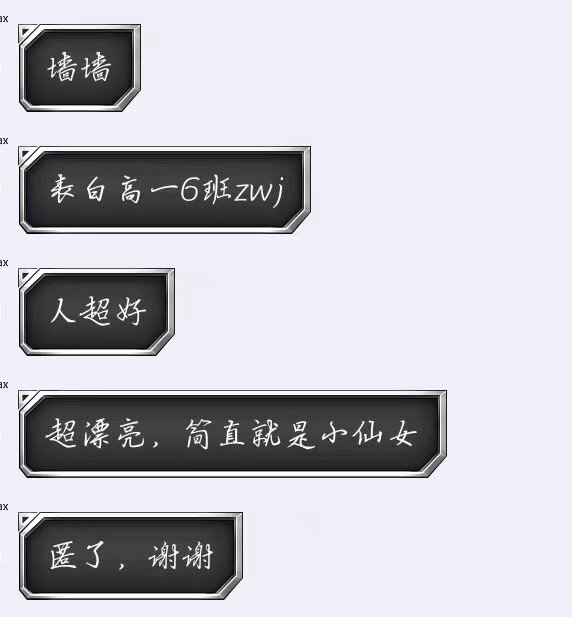 ax
墙墙
ax
表白高一6班zwj
ax
人超好
ax
超漂亮，简直就是小仙女
ax
匿了，谢谢